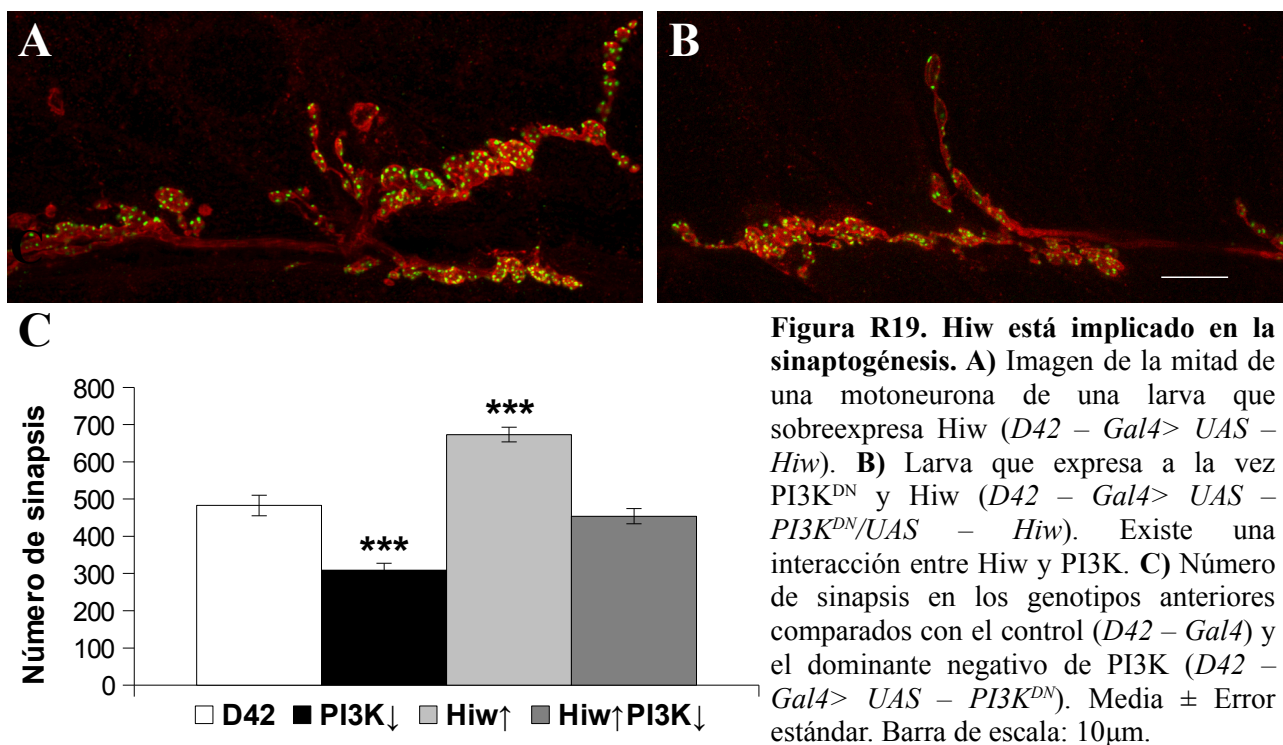 A
B
C
Número de sinapsis
800
700
600
500
400
300
200
100
0
***
***
D42 PI3K↓ Hiw↑ Hiw↑PI3K↓
Figura R19. Hiw está implicado en la
sinaptogénesis. A) Imagen de la mitad de
una motoneurona de una larva que
sobreexpresa Hiw (D42 – Gal4> UAS –
Hiw). B) Larva que expresa a la vez
PI3Kᴰᴺ y Hiw (D42 – Gal4> UAS –
PI3Kᴰᴺ/UAS – Hiw). Existe una
interacción entre Hiw y PI3K. C) Número
de sinapsis en los genotipos anteriores
comparados con el control (D42 – Gal4) y
el dominante negativo de PI3K (D42 –
Gal4> UAS – PI3Kᴰᴺ). Media ± Error
estándar. Barra de escala: 10µm.